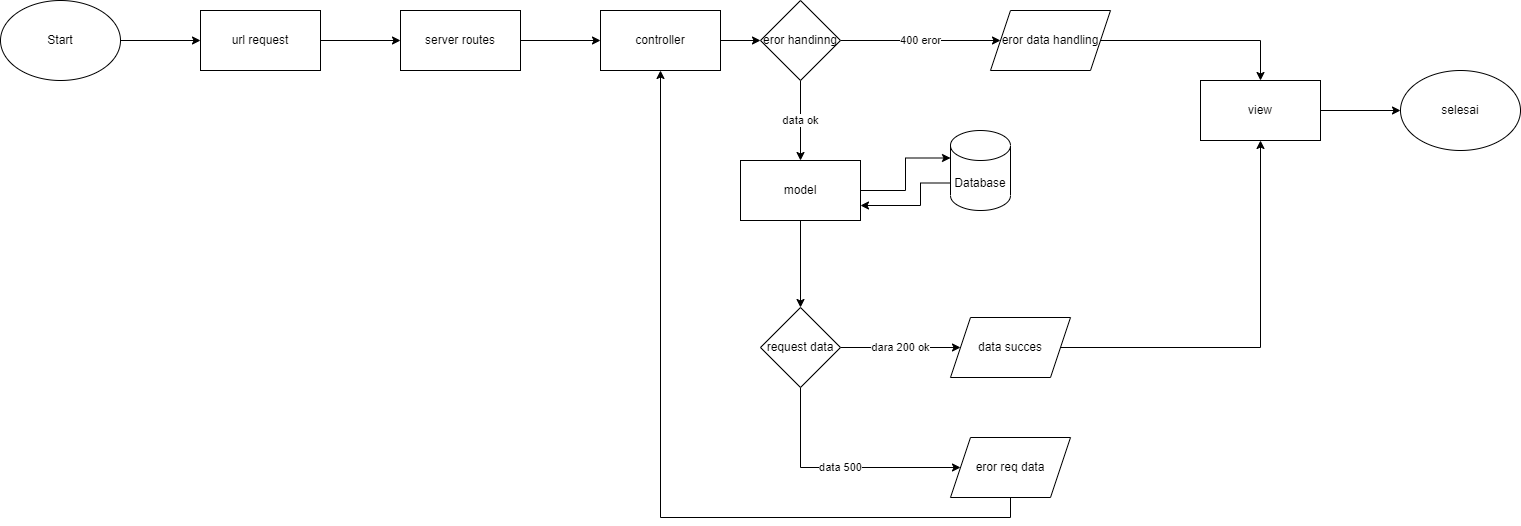 Start
url request
server routes
controller
eror handinng
400 eror
eror data handling
view
selesai
data ok
model
Database
request data
dara 200 ok
data succes
data 500
eror req data